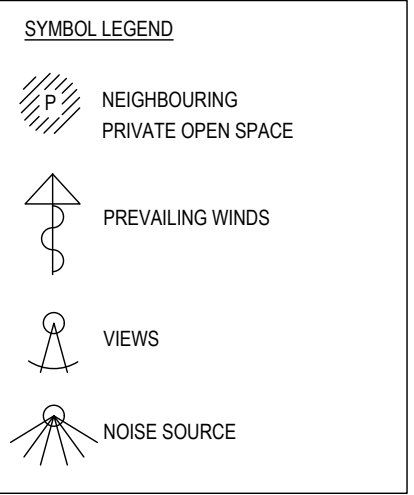 SYMBOL LEGEND
P
NEIGHBOURING
PRIVATE OPEN SPACE
PREVAILING WINDS
VIEWS
NOISE SOURCE